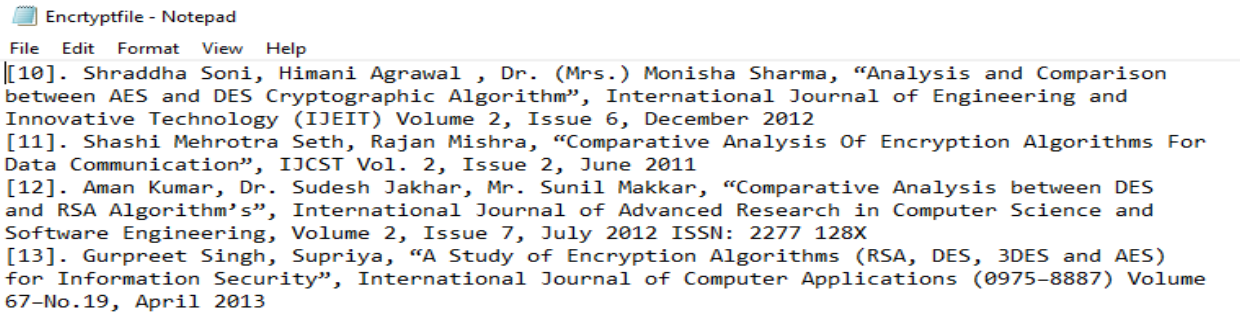 Encrtyptfile - Notepad
File Edit Format View Help
[10]. Shraddha Soni, Himani Agrawal , Dr. (Mrs.) Monisha Sharma, “Analysis and Comparison
between AES and DES Cryptographic Algorithm”, International Journal of Engineering and
Innovative Technology (IJEIT) Volume 2, Issue 6, December 2012
[11]. Shashi Mehrotra Seth, Rajan Mishra, “Comparative Analysis Of Encryption Algorithms For
Data Communication”, IJCST Vol. 2, Issue 2, June 2011
[12]. Aman Kumar, Dr. Sudesh Jakhar, Mr. Sunil Makkar, “Comparative Analysis between DES
and RSA Algorithm’s”, International Journal of Advanced Research in Computer Science and
Software Engineering, Volume 2, Issue 7, July 2012 ISSN: 2277 128X
[13]. Gurpreet Singh, Supriya, “A Study of Encryption Algorithms (RSA, DES, 3DES and AES)
for Information Security”, International Journal of Computer Applications (0975–8887) Volume
67–No.19, April 2013